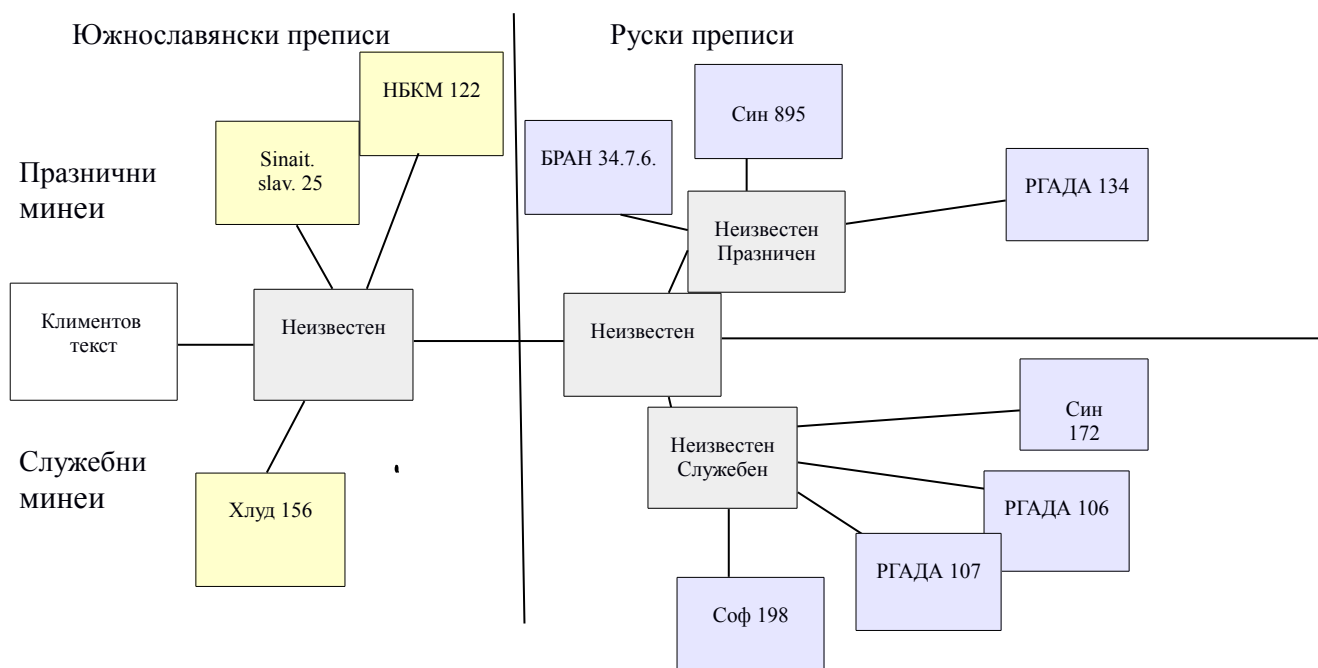 Южнославянски преписи
Руски преписи
НБКМ 122
Син 895
Sinait.
slav. 25
БРАН 34.7.6.
Празнични
минеи
РГАДА 134
Неизвестен
Празничен
Климентов
текст
Неизвестен
Неизвестен
Син
172
Служебни
минеи
Неизвестен
Служебен
Хлуд 156
РГАДА 106
РГАДА 107
Соф 198